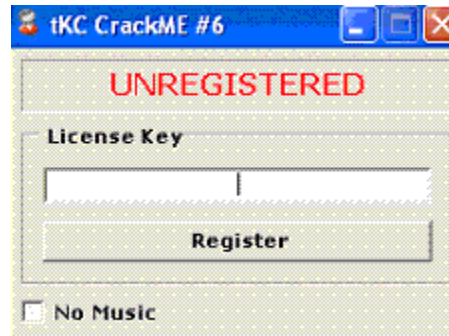 tKC CrackME #6
UNREGISTERED
License Key
Register
No Music